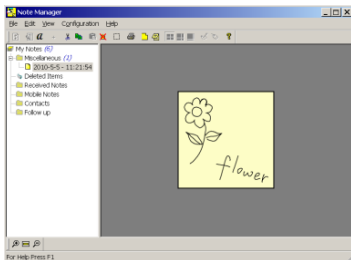 Note Manager
File Edit View Configuration Help
My Notes (6)
Miscellaneous (1)
2010-5-5 - 11:21:54
Deleted Items
Received Notes
Mobile Notes
Contacts
Follow up
flower
For Help Press F1